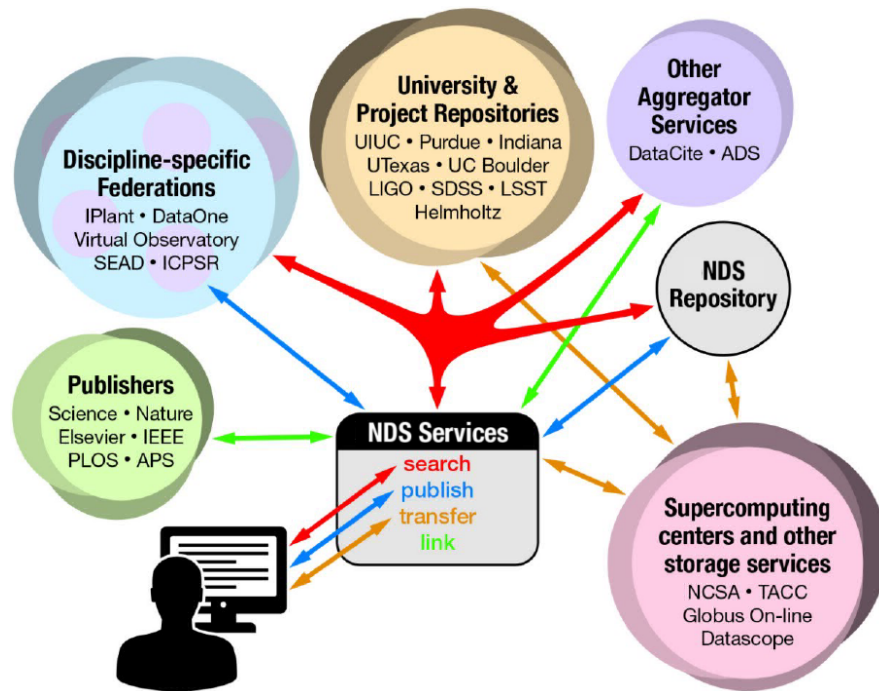 Discipline-specific
Federations
IPlant • DataOne
Virtual Observatory
SEAD • ICPSR
University &
Project Repositories
UIUC • Purdue • Indiana
UTexas • UC Boulder
LIGO • SDSS • LSST
Helmholtz
Other
Aggregator
Services
DataCite • ADS
NDS
Repository
Publishers
Science • Nature
Elsevier • IEEE
PLOS • APS
NDS Services
search
publish
transfer
link
Supercomputing
centers and other
storage services
NCSA • TACC
Globus On-line
Datascope